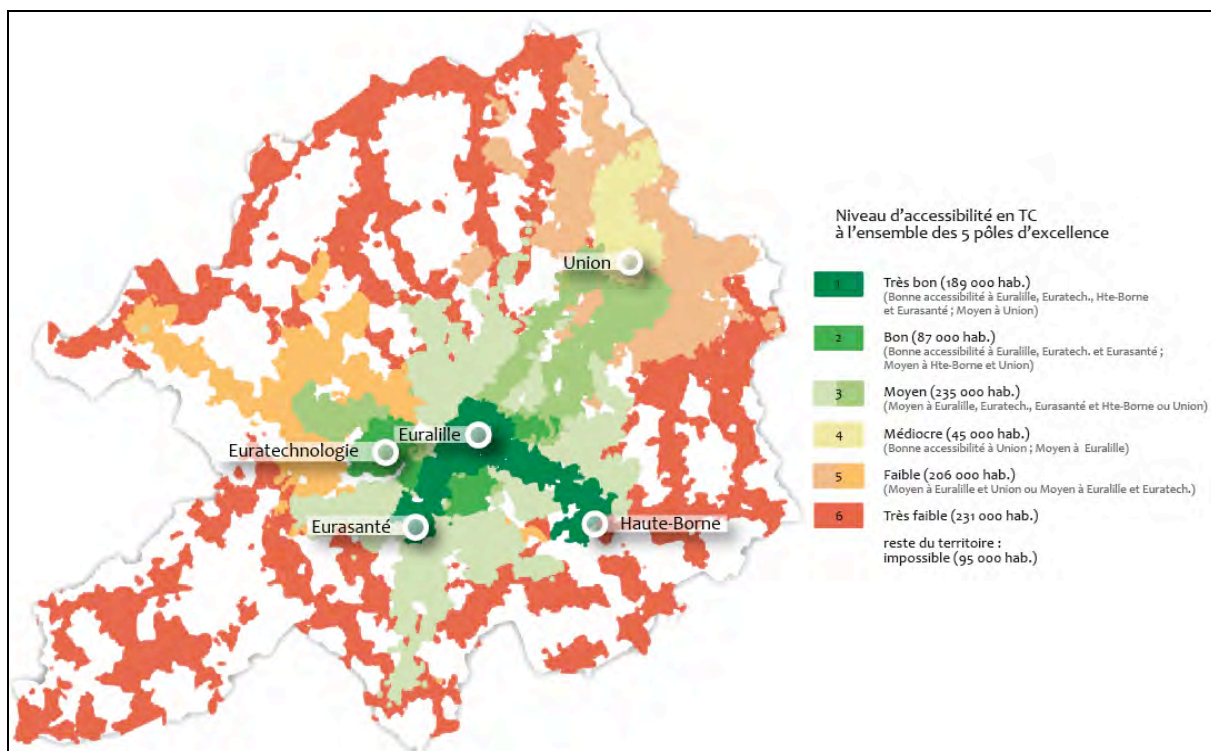 Union
Euralille
Euratechnologie
Eurasanté
Haute-Borne
Niveau d'accessibilité en TC
à l'ensemble des 5 pôles d'excellence
1 Très bon (189 000 hab.)
(Bonne accessibilité à Euralille, Euratech., Hte-Borne
et Eurasanté ; Moyen à Union)
2 Bon (87 000 hab.)
(Bonne accessibilité à Euralille, Euratech. et Eurasanté ;
Moyen à Hte-Borne et Union)
3 Moyen (235 000 hab.)
(Moyen à Euralille, Euratech., Eurasanté et Hte-Borne ou Union)
4 Médiocre (45 000 hab.)
(Bonne accessibilité à Union ; Moyen à Euralille)
5 Faible (206 000 hab.)
(Moyen à Euralille et Union ou Moyen à Euralille et Euratech.)
6 Très faible (231 000 hab.)
reste du territoire :
impossible (95 000 hab.)